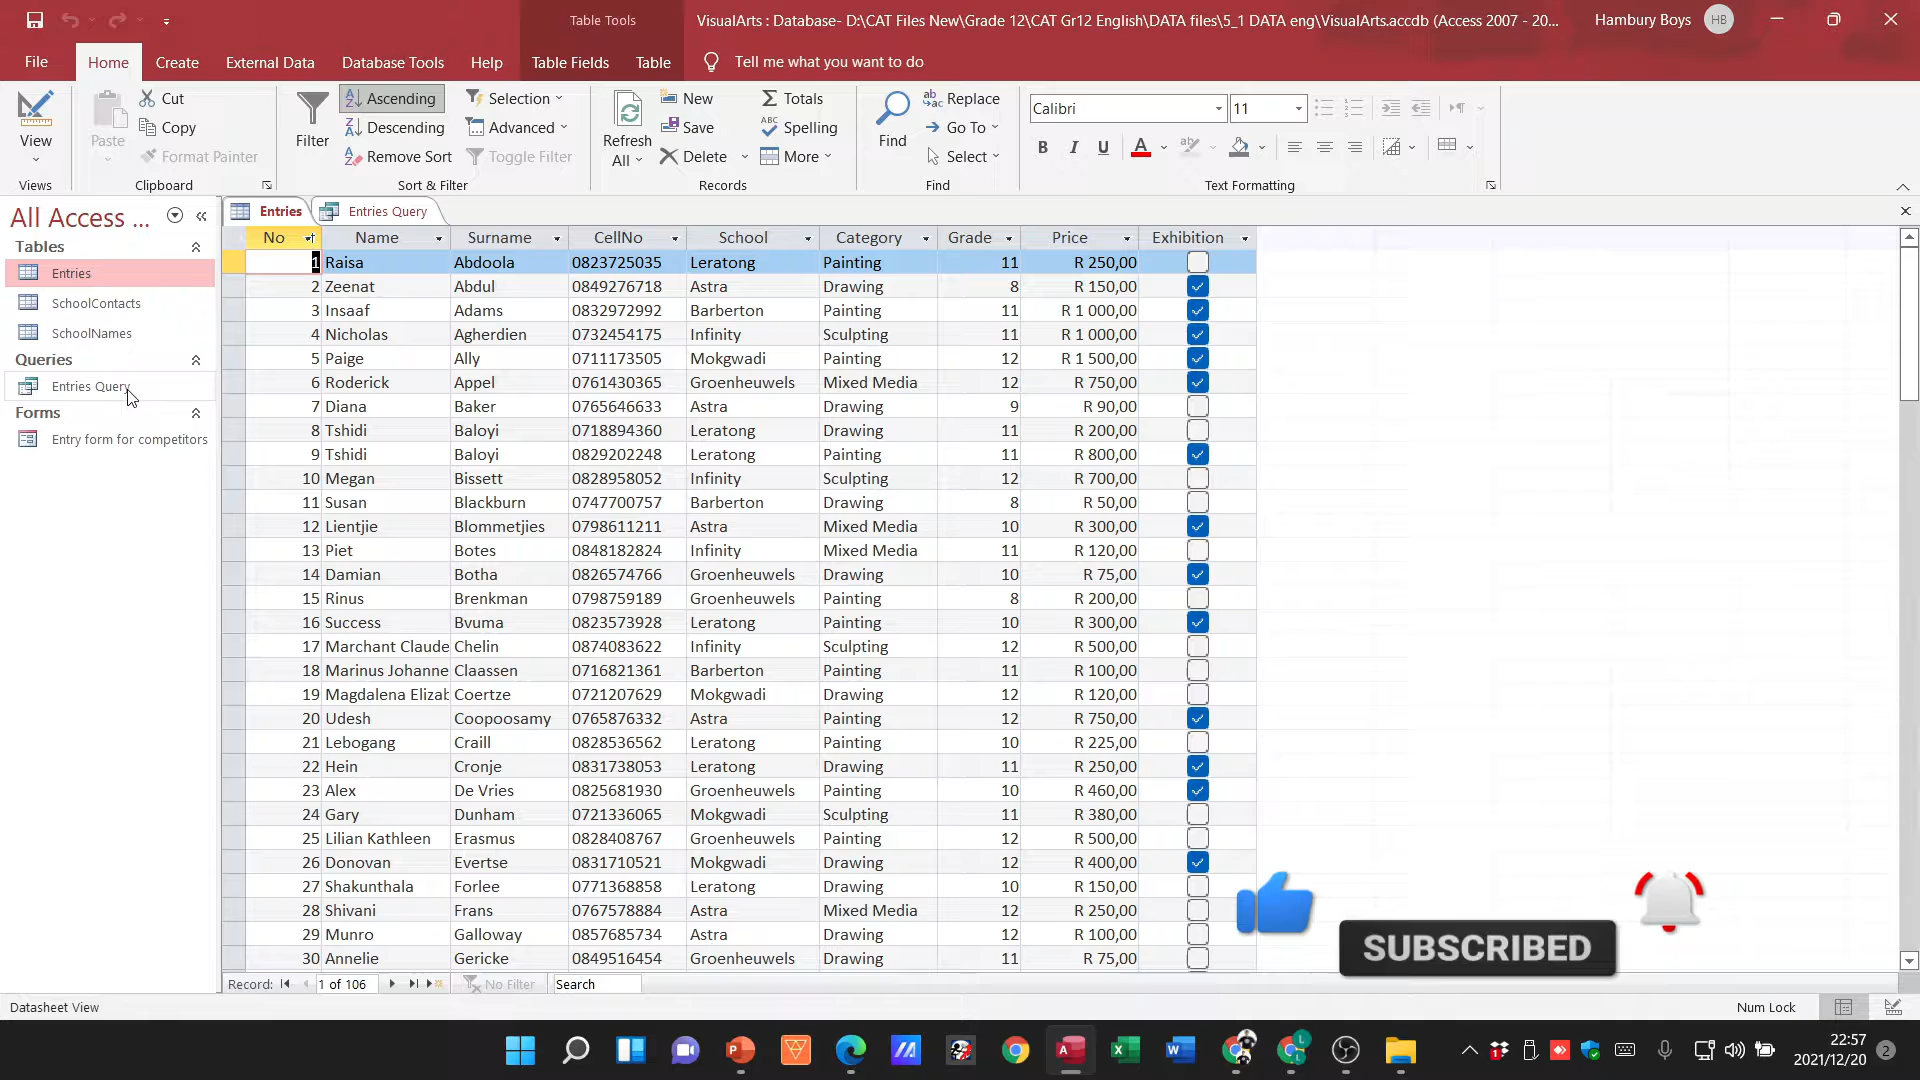 Table Tools
VisualArts : Database- D:\CAT Files New\Grade 12\CAT Gr12 English\DATA files\5_1 DATA eng\VisualArts.accdb (Access 2007 - 20...
Hambury Boys HB
File Home Create External Data Database Tools Help Table Fields Table Tell me what you want to do
View
Views
Paste
Cut
Copy
Format Painter
Clipboard
Filter
Ascending
Descending
Remove Sort
Selection
Advanced
Toggle Filter
Sort & Filter
Refresh
All
New
Save
Delete
Totals
Spelling
More
Records
Find
Replace
Go To
Select
Find
Calibri 11
B I U A
Text Formatting
All Access ...
Tables
Entries
SchoolContacts
SchoolNames
Queries
Entries Query
Forms
Entry form for competitors
Entries Entries Query
No Name Surname CellNo School Category Grade Price Exhibition
1 Raisa Abdoola 0823725035 Leratong Painting 11 R 250,00
2 Zeenat Abdul 0849276718 Astra Drawing 8 R 150,00
3 Insaaf Adams 0832972992 Barberton Painting 11 R 1 000,00
4 Nicholas Agherdien 0732454175 Infinity Sculpting 11 R 1 000,00
5 Paige Ally 0711173505 Mokgwadi Painting 12 R 1 500,00
6 Roderick Appel 0761430365 Groenheuwels Mixed Media 12 R 750,00
7 Diana Baker 0765646633 Astra Drawing 9 R 90,00
8 Tshidi Baloyi 0718894360 Leratong Drawing 11 R 200,00
9 Tshidi Baloyi 0829202248 Leratong Painting 11 R 800,00
10 Megan Bissett 0828958052 Infinity Sculpting 12 R 700,00
11 Susan Blackburn 0747700757 Barberton Drawing 8 R 50,00
12 Lientjie Blommetjies 0798611211 Astra Mixed Media 10 R 300,00
13 Piet Botes 0848182824 Infinity Mixed Media 11 R 120,00
14 Damian Botha 0826574766 Groenheuwels Drawing 10 R 75,00
15 Rinus Brenkman 0798759189 Groenheuwels Painting 8 R 200,00
16 Success Bvuma 0823573928 Leratong Painting 10 R 300,00
17 Marchant Claude Chelin 0874083622 Infinity Sculpting 12 R 500,00
18 Marinus Johanne Claassen 0716821361 Barberton Painting 11 R 100,00
19 Magdalena Elizab Coertze 0721207629 Mokgwadi Drawing 12 R 120,00
20 Udesh Coopoosamy 0765876332 Astra Painting 12 R 750,00
21 Lebogang Craill 0828536562 Leratong Painting 10 R 225,00
22 Hein Cronje 0831738053 Leratong Drawing 11 R 250,00
23 Alex De Vries 0825681930 Groenheuwels Painting 10 R 460,00
24 Gary Dunham 0721336065 Mokgwadi Sculpting 11 R 380,00
25 Lilian Kathleen Erasmus 0828408767 Groenheuwels Painting 12 R 500,00
26 Donovan Evertse 0831710521 Mokgwadi Drawing 12 R 400,00
27 Shakunthala Forlee 0771368858 Leratong Drawing 10 R 150,00
28 Shivani Frans 0767578884 Astra Mixed Media 12 R 250,00
29 Munro Galloway 0857685734 Astra Drawing 12 R 100,00
30 Annelie Gericke 0849516454 Groenheuwels Drawing 11 R 75,00
SUBSCRIBED
Record: 1 of 106 No Filter Search
Datasheet View Num Lock
22:57
2021/12/20
2